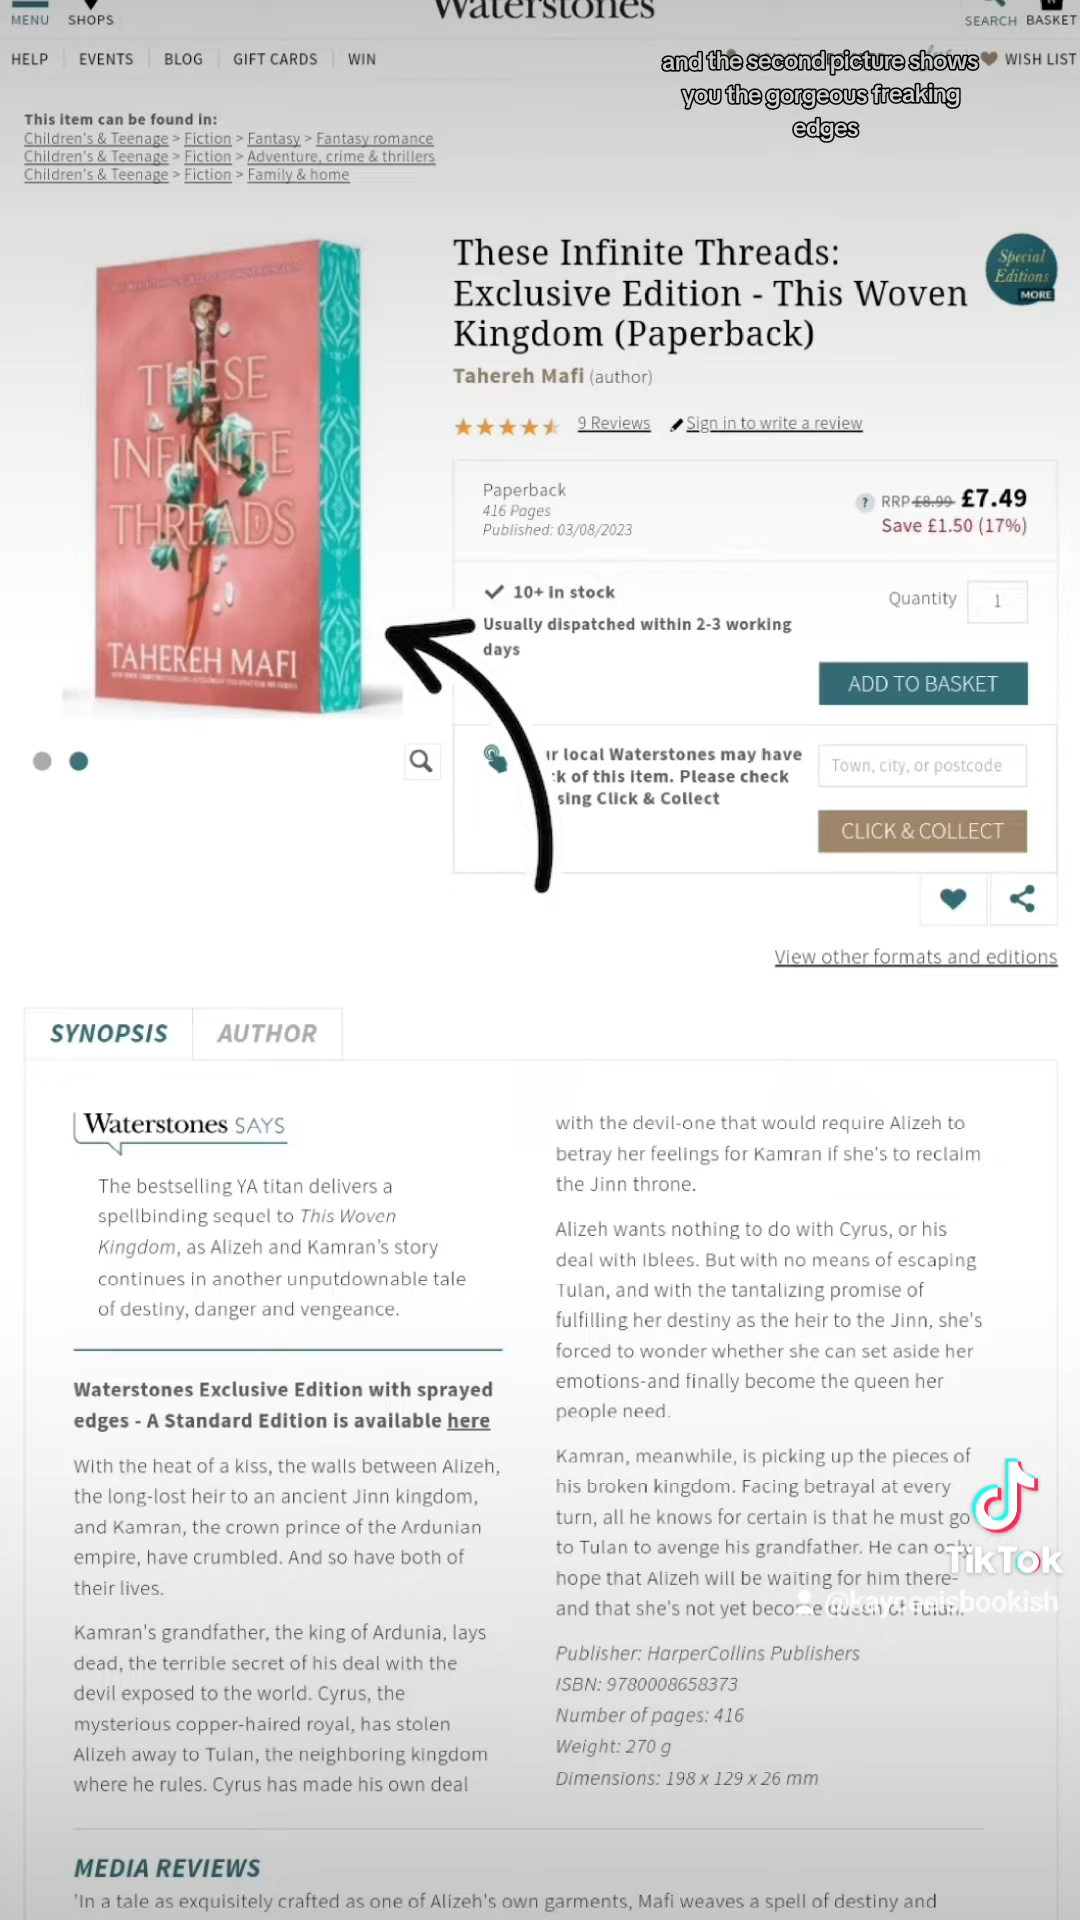 Waterstones
MENU
SHOPS
SEARCH
BASKET
HELP
EVENTS
BLOG
GIFT CARDS
WIN
WISH LIST
and the second picture shows
you the gorgeous freaking
edges
This item can be found in:
Children's & Teenage > Fiction > Fantasy > Fantasy romance
Children's & Teenage > Fiction > Adventure, crime & thrillers
Children's & Teenage > Fiction > Family & home
THESE
INFINITE
THREADS
TAHEREH MAFI
These Infinite Threads:
Exclusive Edition - This Woven
Kingdom (Paperback)
Special
Editions
MORE
Tahereh Mafi (author)
9 Reviews
Sign in to write a review
Paperback
416 Pages
Published: 03/08/2023
? RRP £8.99 £7.49
Save £1.50 (17%)
10+ in stock
Usually dispatched within 2-3 working
days
Quantity
1
ADD TO BASKET
ur local Waterstones may have
k of this item. Please check
sing Click & Collect
Town, city, or postcode
CLICK & COLLECT
View other formats and editions
SYNOPSIS
AUTHOR
Waterstones SAYS
The bestselling YA titan delivers a
spellbinding sequel to This Woven
Kingdom, as Alizeh and Kamran's story
continues in another unputdownable tale
of destiny, danger and vengeance.
Waterstones Exclusive Edition with sprayed
edges - A Standard Edition is available here
With the heat of a kiss, the walls between Alizeh,
the long-lost heir to an ancient Jinn kingdom,
and Kamran, the crown prince of the Ardunian
empire, have crumbled. And so have both of
their lives.
Kamran's grandfather, the king of Ardunia, lays
dead, the terrible secret of his deal with the
devil exposed to the world. Cyrus, the
mysterious copper-haired royal, has stolen
Alizeh away to Tulan, the neighboring kingdom
where he rules. Cyrus has made his own deal
with the devil-one that would require Alizeh to
betray her feelings for Kamran if she's to reclaim
the Jinn throne.
Alizeh wants nothing to do with Cyrus, or his
deal with Iblees. But with no means of escaping
Tulan, and with the tantalizing promise of
fulfilling her destiny as the heir to the Jinn, she's
forced to wonder whether she can set aside her
emotions-and finally become the queen her
people need.
Kamran, meanwhile, is picking up the pieces of
his broken kingdom. Facing betrayal at every
turn, all he knows for certain is that he must go
to Tulan to avenge his grandfather. He can only
hope that Alizeh will be waiting for him there-
and that she's not yet become queen of Tulan.
Publisher: HarperCollins Publishers
ISBN: 9780008658373
Number of pages: 416
Weight: 270 g
Dimensions: 198 x 129 x 26 mm
TikTok
MEDIA REVIEWS
'In a tale as exquisitely crafted as one of Alizeh's own garments, Mafi weaves a spell of destiny and